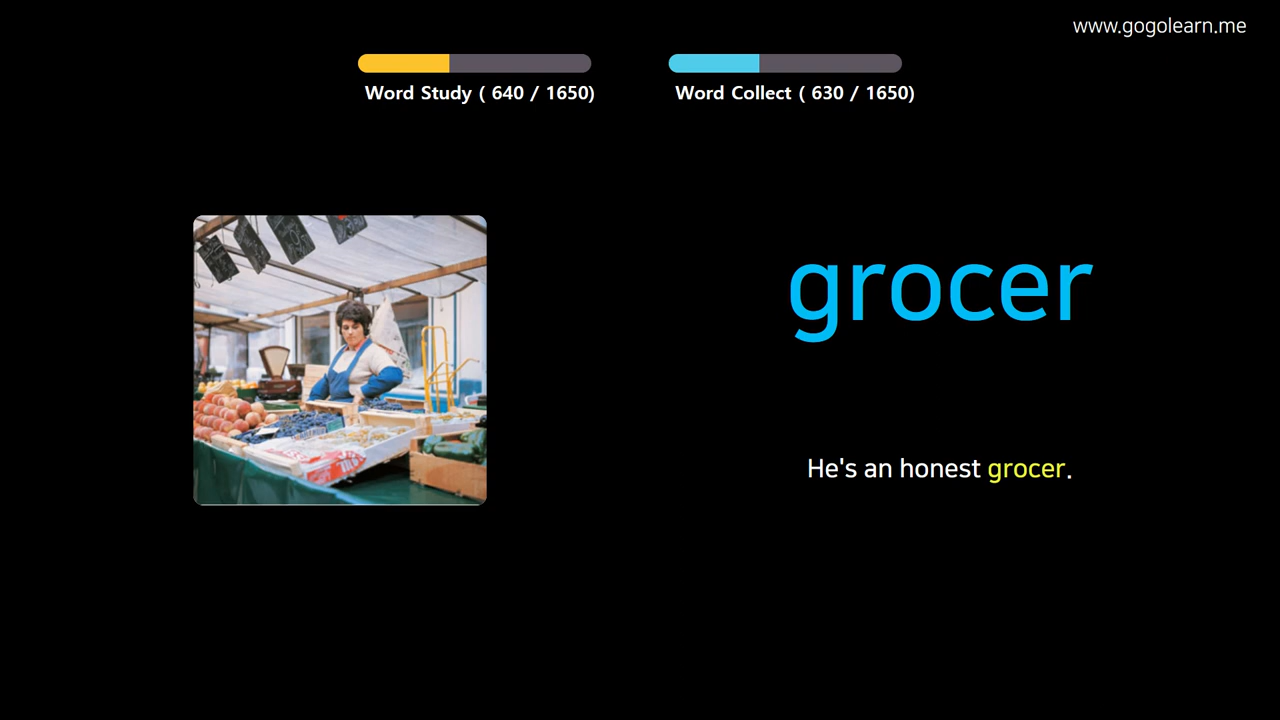 www.gogolearn.me
Word Study ( 640 / 1650)
Word Collect ( 630 / 1650)
grocer
He's an honest grocer.